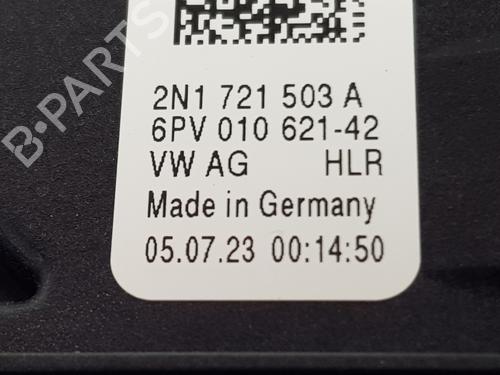 B-PARTS
2N1 721 503 A
6PV 010 621-42
VW AG HLR
Made in Germany
05.07.23 00:14:50